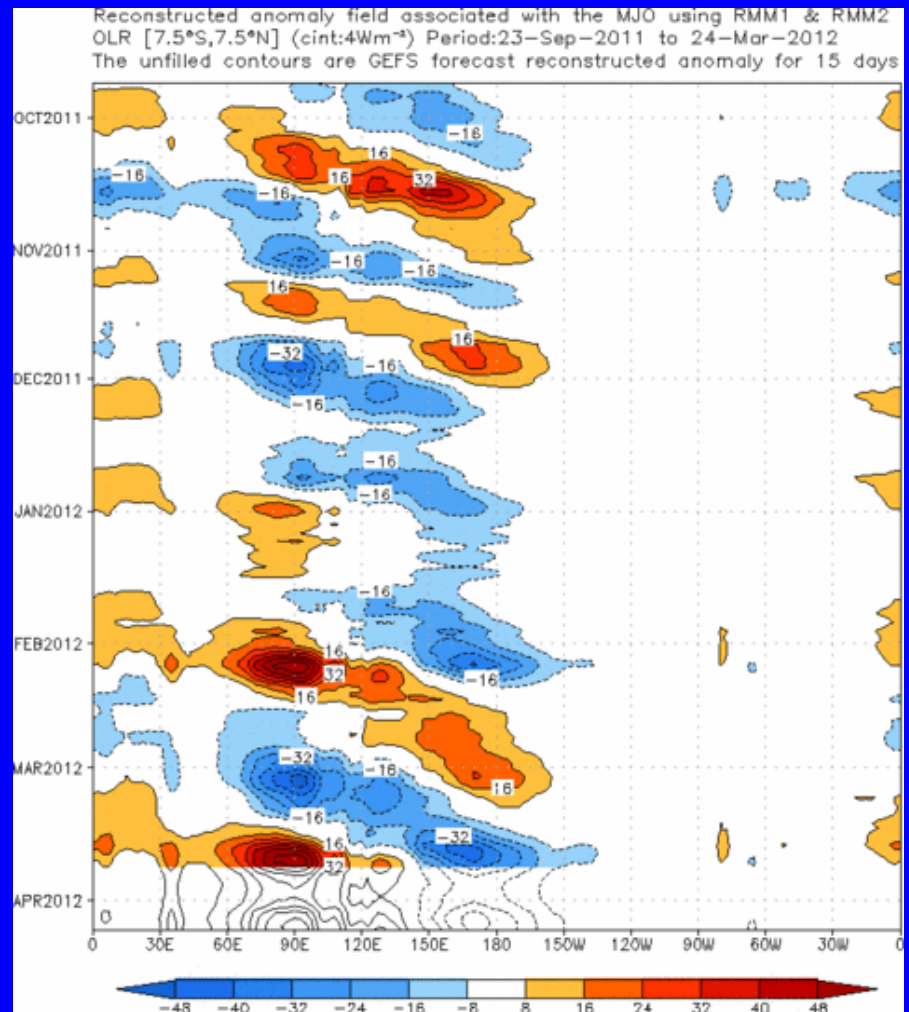 Reconstructed anomaly field associated with the MJO using RMM1 & RMM2
OLR [7.5°S,7.5°N] (cint:4Wm⁻²) Period:23-Sep-2011 to 24-Mar-2012
The unfilled contours are GEFS forecast reconstructed anomaly for 15 days
OCT2011
-16
16
16
32
-16
-16
NOV2011
-16
-16
16
16
-32
-16
DEC2011
-16
-16
-16
JAN2012
-16
FEB2012
16
32
-16
16
-32
MAR2012
-16
16
-16
-32
16
32
APR2012
0
0 30E 60E 90E 120E 150E 180 150W 120W 90W 60W 30W 0
-48 -40 -32 -24 -16 -8 8 16 24 32 40 48